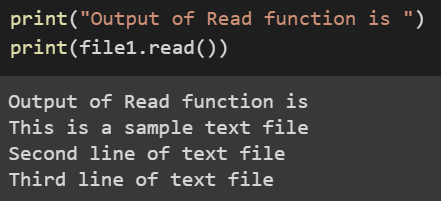 print("Output of Read function is ")
print(file1.read())
Output of Read function is
This is a sample text file
Second line of text file
Third line of text file